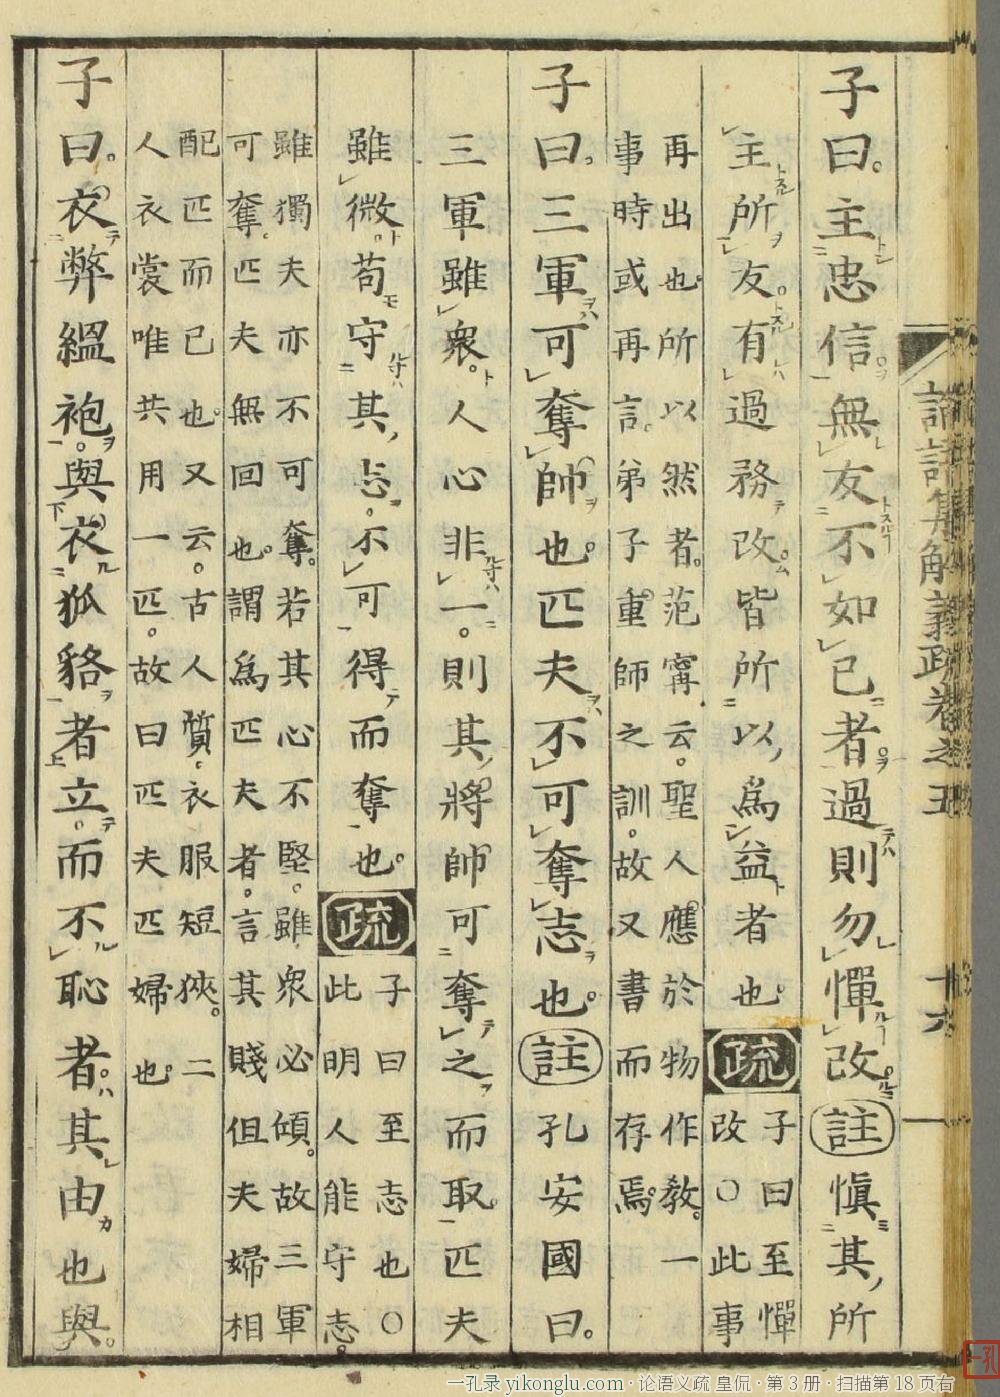 子曰。主忠信。無友不如己者。過則勿憚改。註愼其所
主所友。有過務改。皆所以爲益者也。疏子曰至憚
改○此事
再出也。所以然者。范甯云。聖人應於物作敎。一
事時或再言。弟子重師之訓。故又書而存焉。
子曰。三軍可奪帥也。匹夫不可奪志也。註孔安國曰。
三軍雖衆。人心非一。則其將帥可奪之而取。匹夫
雖微。苟守其志。不可得而奪也。疏子曰至志也○
此明人能守志。
雖獨夫亦不可奪。若其心不堅。雖衆必傾。故三軍
可奪。匹夫無回也。謂爲匹夫者。言其賤但夫婦相
配匹而已也。又云。古人質。衣服短狹。二
人衣裳唯共用一匹。故曰匹夫匹婦也。
子曰。衣弊縕袍。與衣狐貉者立。而不恥者。其由也與。
論語集解義疏卷之五
十六
一孔
一孔录 yikonglu.com · 论语义疏 皇侃 · 第 3 册 · 扫描第 18 页右